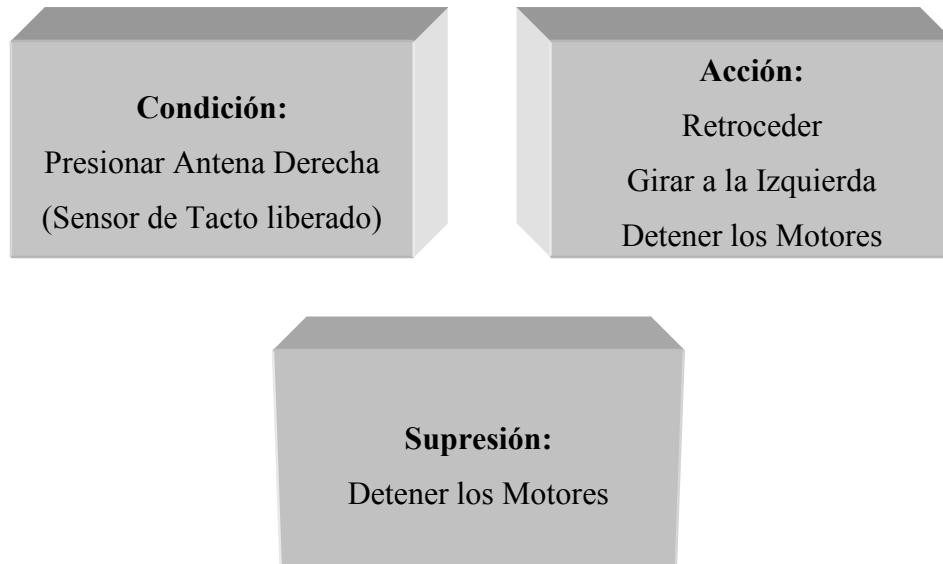 Condición:
Presionar Antena Derecha
(Sensor de Tacto liberado)
Acción:
Retroceder
Girar a la Izquierda
Detener los Motores
Supresión:
Detener los Motores